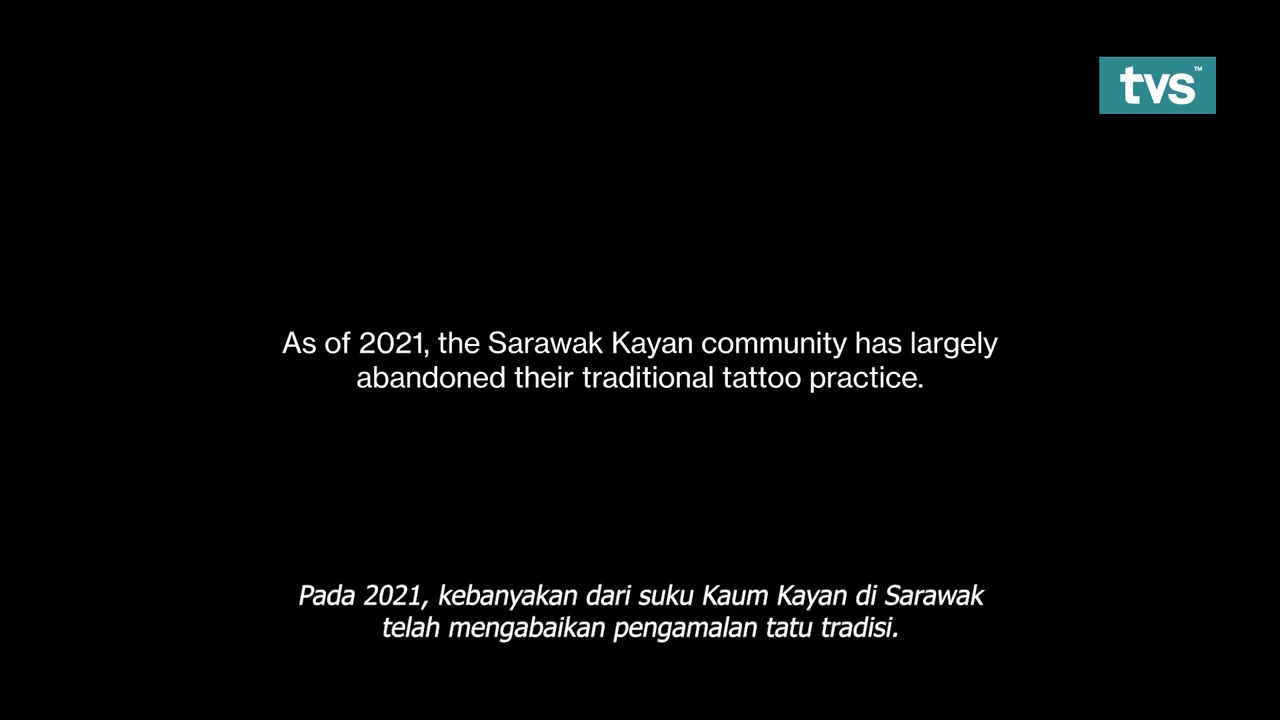 tvs™
As of 2021, the Sarawak Kayan community has largely
abandoned their traditional tattoo practice.
Pada 2021, kebanyakan dari suku Kaum Kayan di Sarawak
telah mengabaikan pengamalan tatu tradisi.